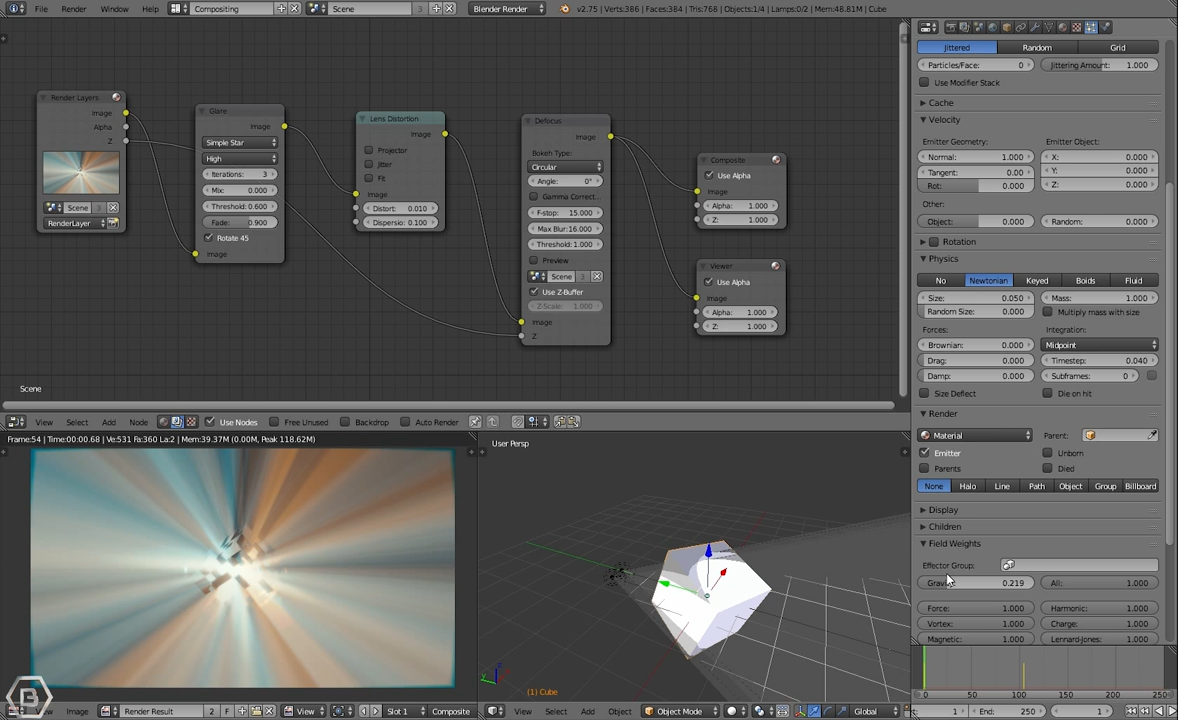 File Render Window Help Compositing Scene 3 Blender Render v2.75 | Verts:386 | Faces:384 | Tris:768 | Objects:1/4 | Lamps:0/2 | Mem:48.81M | Cube
Render Layers
Image
Alpha
Z
Scene 3
RenderLayer
Glare
Image
Simple Star
High
Iterations: 3
Mix: 0.000
Threshold: 0.600
Fade: 0.900
Rotate 45
Image
Lens Distortion
Image
Projector
Jitter
Fit
Image
Distort: 0.010
Dispersio: 0.100
Defocus
Image
Bokeh Type:
Circular
Angle: 0°
Gamma Correct...
F-stop: 15.000
Max Blur:16.000
Threshold: 1.000
Preview
Scene 3
Use Z-Buffer
Z-Scale: 1.000
Image
Z
Composite
Use Alpha
Image
Alpha: 1.000
Z: 1.000
Viewer
Use Alpha
Image
Alpha: 1.000
Z: 1.000
Scene
View Select Add Node Use Nodes Free Unused Backdrop Auto Render
Frame:54 | Time:00:00.68 | Ve:531 Fa:360 La:2 | Mem:39.37M (0.00M, Peak 118.62M)
View Image Render Result 2 F View Slot 1 Composite
User Persp
(1) Cube
View Select Add Object Object Mode Global
Jittered Random Grid
Particles/Face: 0 Jittering Amount: 1.000
Use Modifier Stack
Cache
Velocity
Emitter Geometry: Emitter Object:
Normal: 1.000 X: 0.000
Tangent: 0.00 Y: 0.000
Rot: 0.000 Z: 0.000
Other:
Object: 0.000 Random: 0.000
Rotation
Physics
No Newtonian Keyed Boids Fluid
Size: 0.050 Mass: 1.000
Random Size: 0.000 Multiply mass with size
Forces: Integration:
Brownian: 0.000 Midpoint
Drag: 0.000 Timestep: 0.040
Damp: 0.000 Subframes: 0
Size Deflect Die on hit
Render
Material Parent:
Emitter Unborn
Parents Died
None Halo Line Path Object Group Billboard
Display
Children
Field Weights
Effector Group:
0.219 All: 1.000
Force: 1.000 Harmonic: 1.000
Vortex: 1.000 Charge: 1.000
Magnetic: 1.000 Lennard-Jones: 1.000
0 50 100 150 200 250
1 End: 250 1